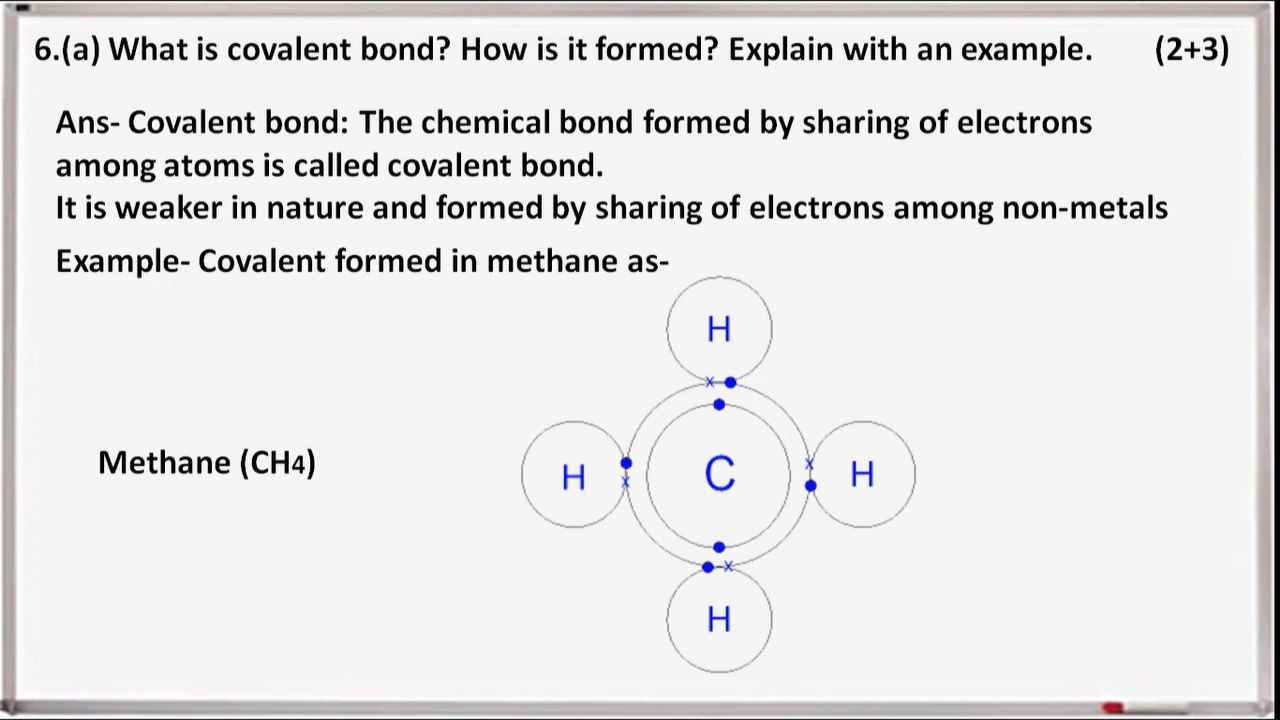 6.(a) What is covalent bond? How is it formed? Explain with an example. (2+3)
Ans- Covalent bond: The chemical bond formed by sharing of electrons
among atoms is called covalent bond.
It is weaker in nature and formed by sharing of electrons among non-metals
Example- Covalent formed in methane as-
H
x
Methane (CH4)
H
x
C
x
H
x
H